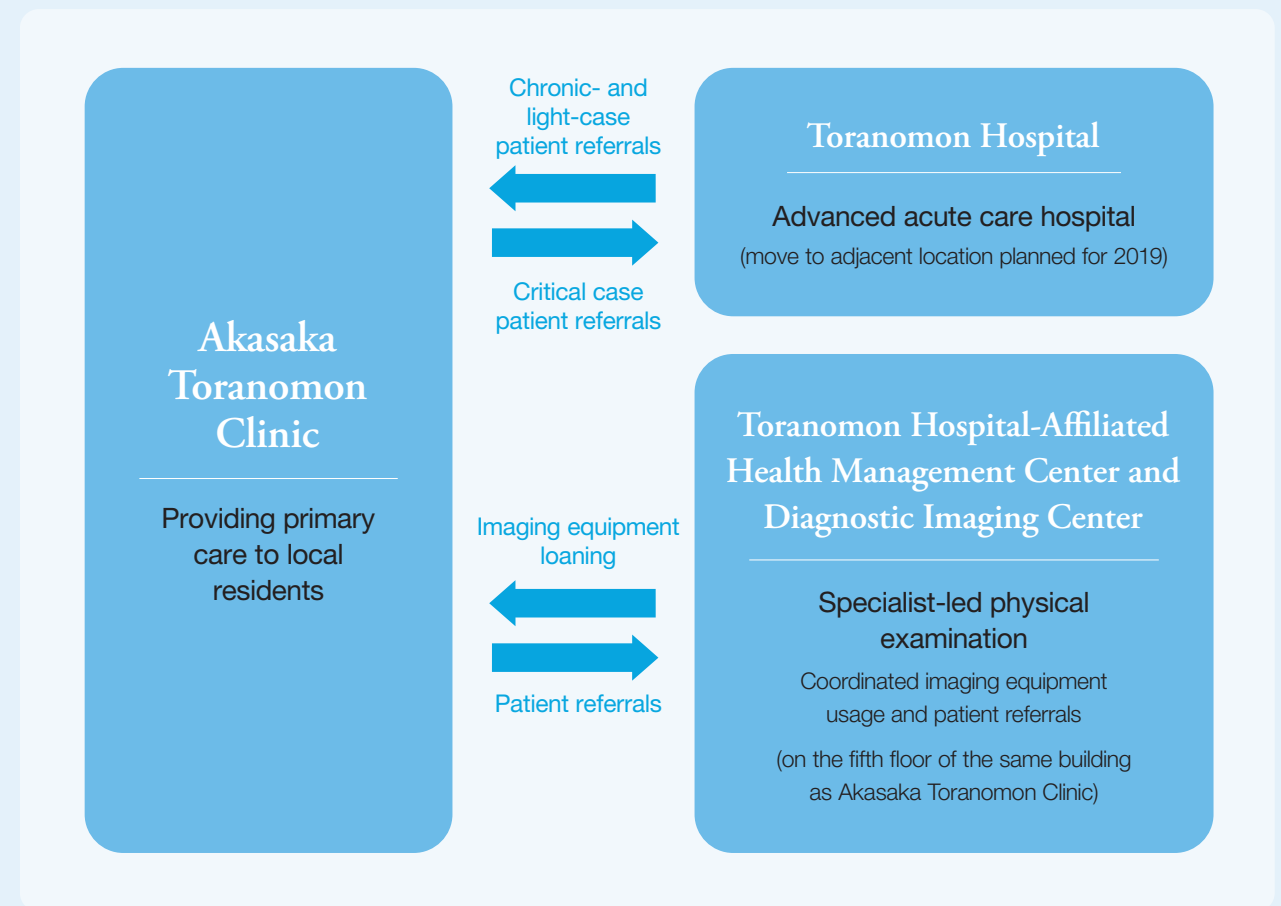 Akasaka
Toranomon
Clinic
Providing primary
care to local
residents
Chronic- and
light-case
patient referrals
Critical case
patient referrals
Imaging equipment
loaning
Patient referrals
Toranomon Hospital
Advanced acute care hospital
(move to adjacent location planned for 2019)
Toranomon Hospital-Affiliated
Health Management Center and
Diagnostic Imaging Center
Specialist-led physical
examination
Coordinated imaging equipment
usage and patient referrals
(on the fifth floor of the same building
as Akasaka Toranomon Clinic)